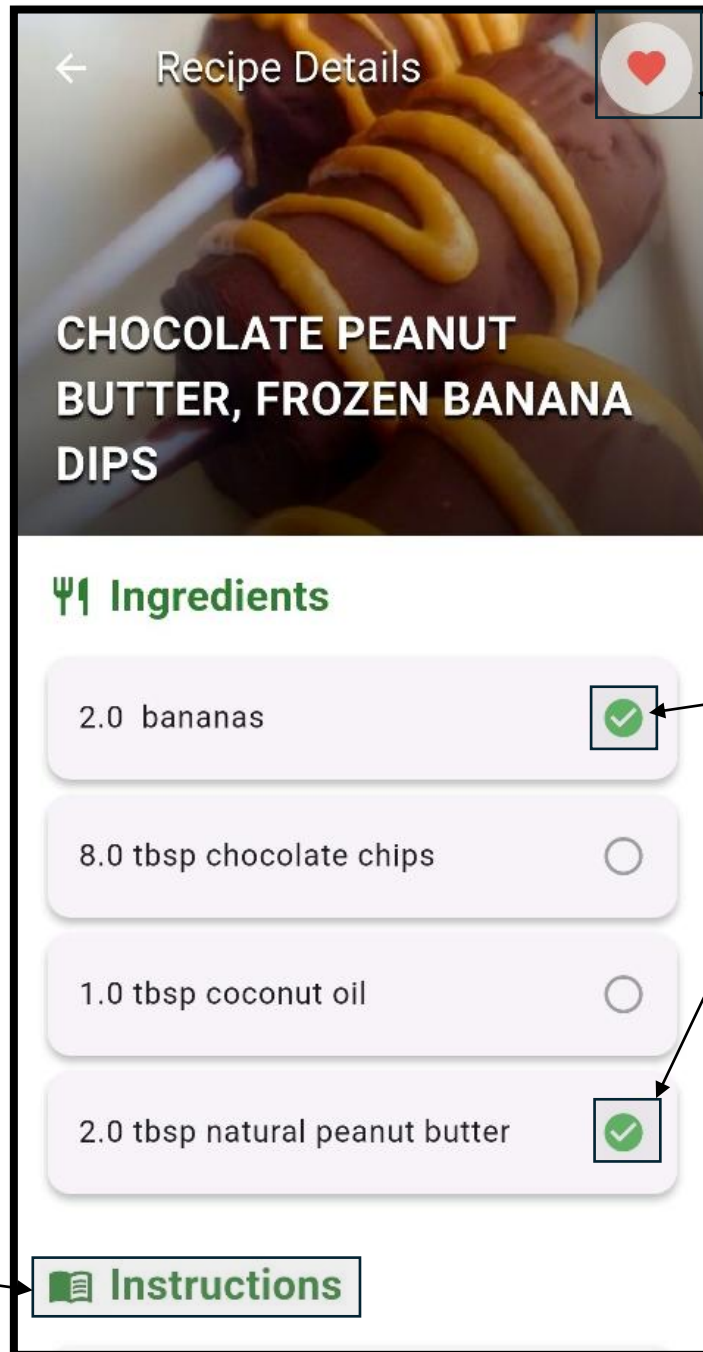 Recipe Details
CHOCOLATE PEANUT
BUTTER, FROZEN BANANA
DIPS
Ingredients
2.0 bananas
8.0 tbsp chocolate chips
1.0 tbsp coconut oil
2.0 tbsp natural peanut butter
Instructions